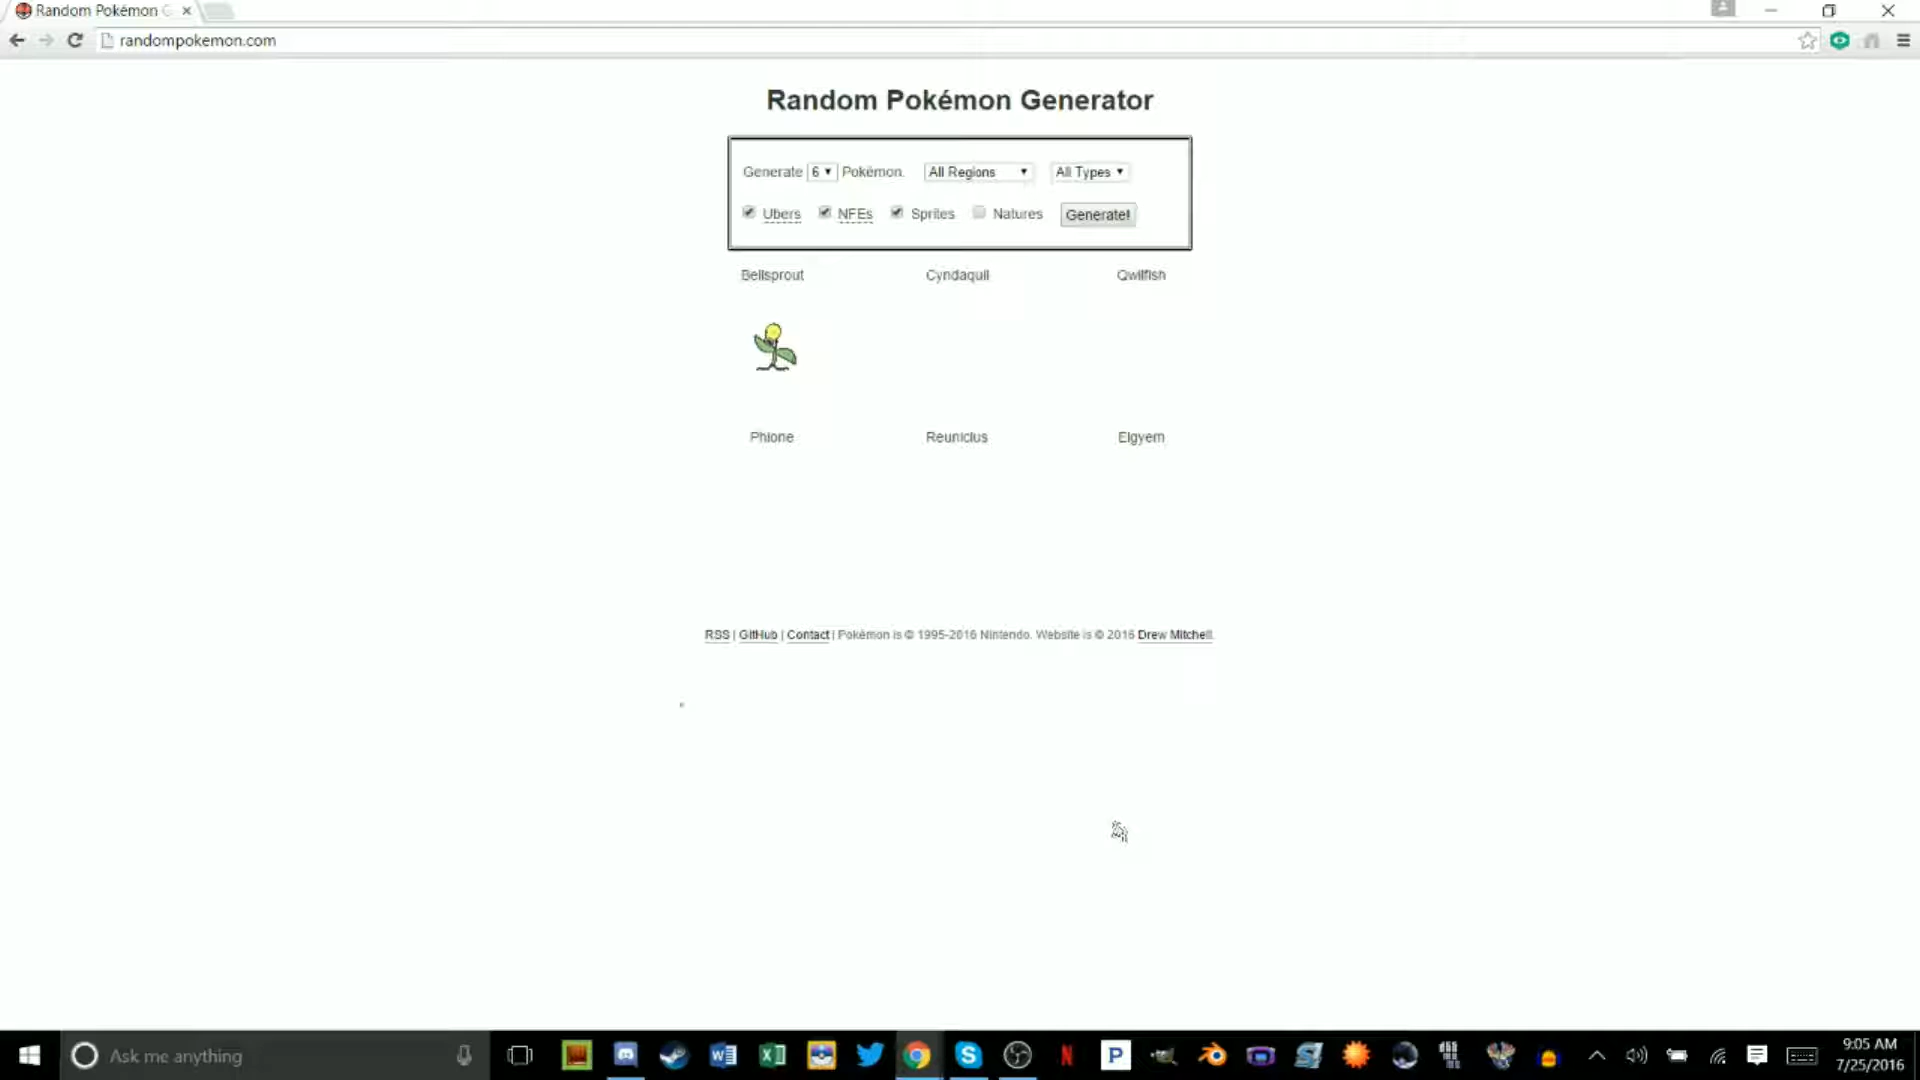 Random Pokémon G
randompokemon.com
Random Pokémon Generator
Generate 6 Pokémon. All Regions All Types
Ubers NFEs Sprites Natures Generate!
Bellsprout Cyndaquil Qwilfish
Phione Reuniclus Elgyem
RSS | GitHub | Contact | Pokémon is © 1995-2016 Nintendo. Website is © 2016 Drew Mitchell.
Ask me anything
9:05 AM
7/25/2016